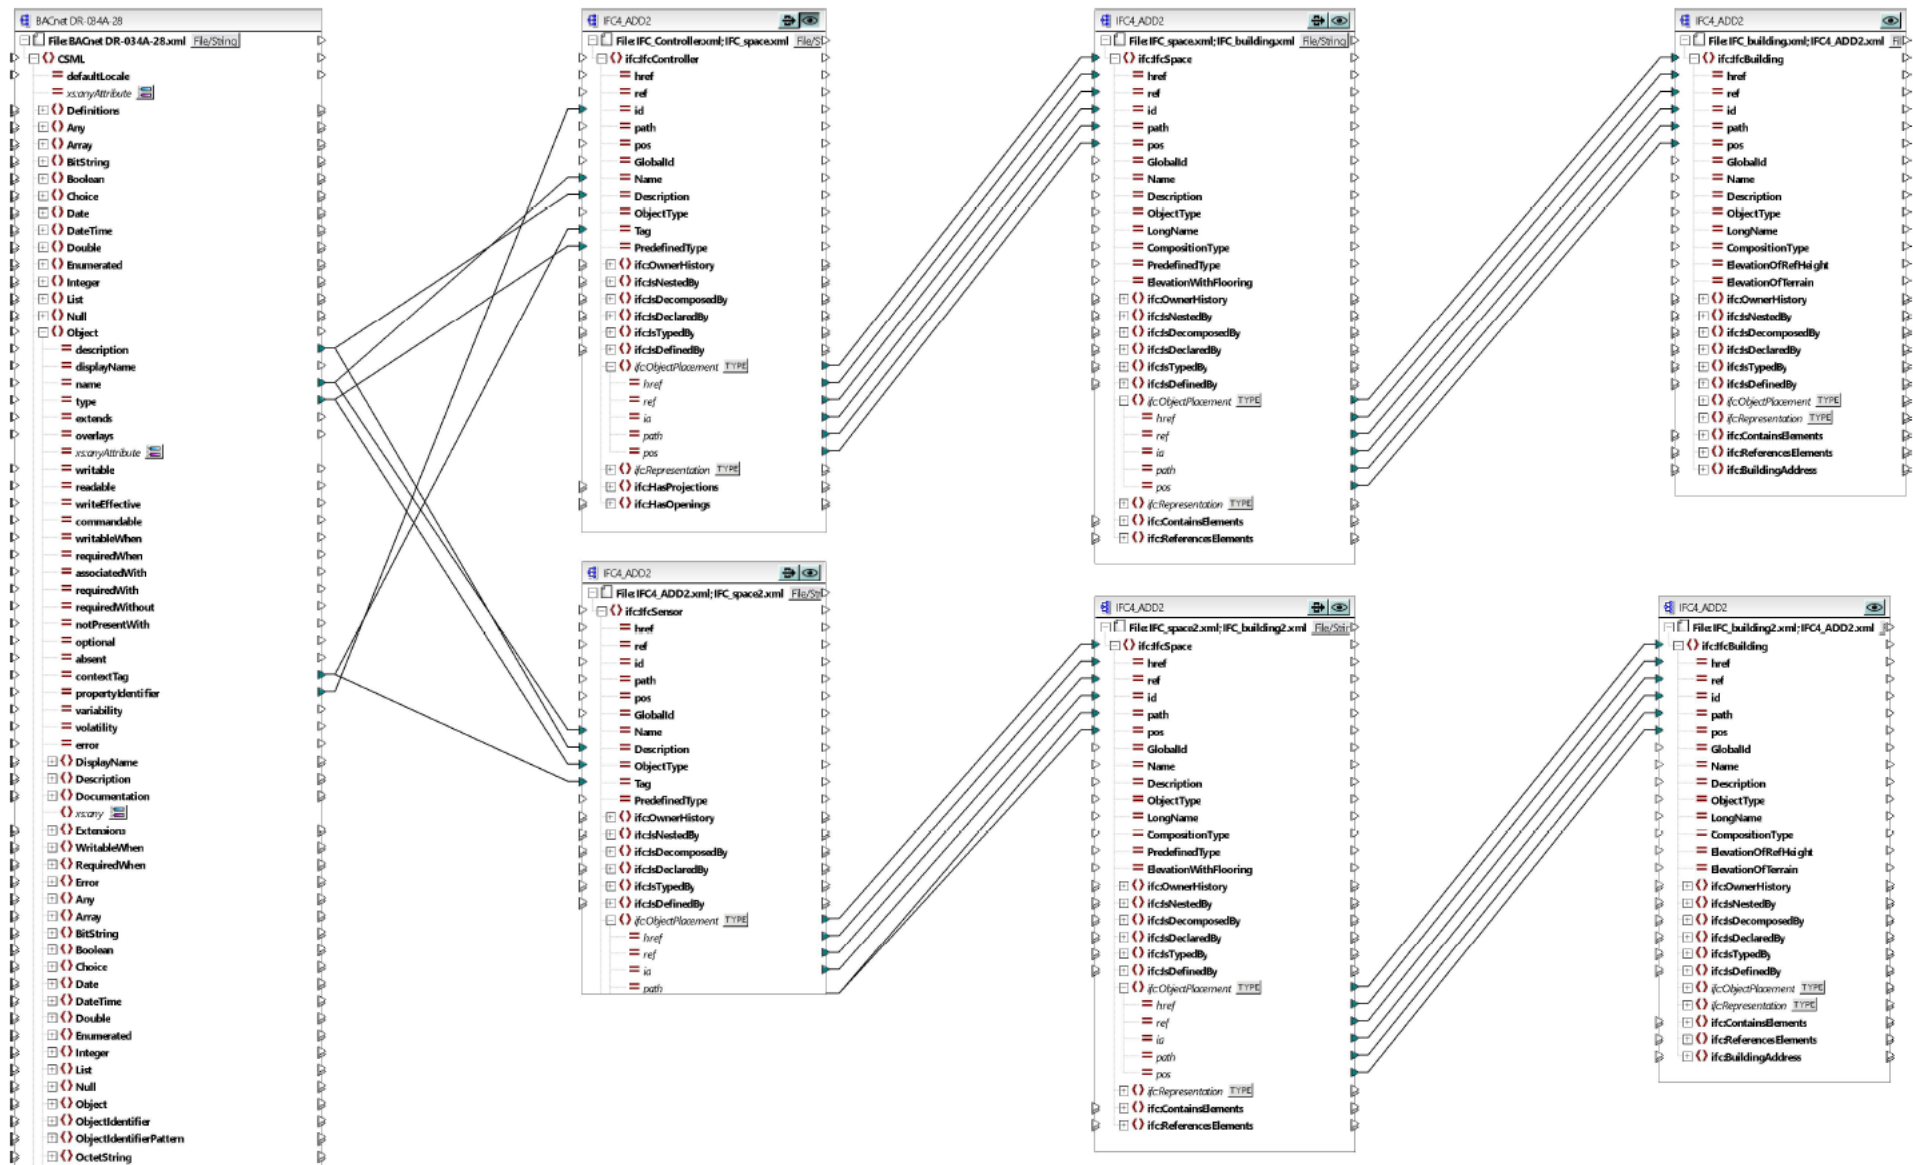 BACnet DR-034A-28
File:BACnet DR-034A-28.xml File/String
CSML
defaultLocale
xs:anyAttribute
Definitions
Any
Array
BitString
Boolean
Choice
Date
DateTime
Double
Enumerated
Integer
List
Null
Object
description
displayName
name
type
extends
overlays
xs:anyAttribute
writable
readable
writeEffective
commandable
writableWhen
requiredWhen
associatedWith
requiredWith
requiredWithout
notPresentWith
optional
absent
contextTag
propertyIdentifier
variability
volatility
error
DisplayName
Description
Documentation
xs:any
Extensions
WritableWhen
RequiredWhen
Error
Any
Array
BitString
Boolean
Choice
Date
DateTime
Double
Enumerated
Integer
List
Null
Object
ObjectIdentifier
ObjectIdentifierPattern
OctetString
IFC4_ADD2
File:IFC_Controller.xml; IFC_space.xml File/S
ifc:IfcController
href
ref
id
path
pos
GlobalId
Name
Description
ObjectType
Tag
PredefinedType
ifc:OwnerHistory
ifc:IsNestedBy
ifc:IsDecomposedBy
ifc:IsDeclaredBy
ifc:IsTypedBy
ifc:IsDefinedBy
ifc:ObjectPlacement TYPE
href
ref
id
path
pos
ifc:Representation TYPE
ifc:HasProjections
ifc:HasOpenings
IFC4_ADD2
File:IFC4_ADD2.xml; IFC_space2.xml File/Str
ifc:IfcSensor
href
ref
id
path
pos
GlobalId
Name
Description
ObjectType
Tag
PredefinedType
ifc:OwnerHistory
ifc:IsNestedBy
ifc:IsDecomposedBy
ifc:IsDeclaredBy
ifc:IsTypedBy
ifc:IsDefinedBy
ifc:ObjectPlacement TYPE
href
ref
id
path
IFC4_ADD2
File:IFC_space.xml; IFC_building.xml File/String
ifc:IfcSpace
href
ref
id
path
pos
GlobalId
Name
Description
ObjectType
LongName
CompositionType
PredefinedType
ElevationWithFlooring
ifc:OwnerHistory
ifc:IsNestedBy
ifc:IsDecomposedBy
ifc:IsDeclaredBy
ifc:IsTypedBy
ifc:IsDefinedBy
ifc:ObjectPlacement TYPE
href
ref
id
path
pos
ifc:Representation TYPE
ifc:ContainsElements
ifc:ReferencesElements
IFC4_ADD2
File:IFC_space2.xml; IFC_building2.xml File/Strin
ifc:IfcSpace
href
ref
id
path
pos
GlobalId
Name
Description
ObjectType
LongName
CompositionType
PredefinedType
ElevationWithFlooring
ifc:OwnerHistory
ifc:IsNestedBy
ifc:IsDecomposedBy
ifc:IsDeclaredBy
ifc:IsTypedBy
ifc:IsDefinedBy
ifc:ObjectPlacement TYPE
href
ref
id
path
pos
ifc:Representation TYPE
ifc:ContainsElements
ifc:ReferencesElements
IFC4_ADD2
File:IFC_building.xml; IFC4_ADD2.xml Fil
ifc:IfcBuilding
href
ref
id
path
pos
GlobalId
Name
Description
ObjectType
LongName
CompositionType
ElevationOfRefHeight
ElevationOfTerrain
ifc:OwnerHistory
ifc:IsNestedBy
ifc:IsDecomposedBy
ifc:IsDeclaredBy
ifc:IsTypedBy
ifc:IsDefinedBy
ifc:ObjectPlacement TYPE
ifc:Representation TYPE
ifc:ContainsElements
ifc:ReferencesElements
ifc:BuildingAddress
IFC4_ADD2
File:IFC_building2.xml; IFC4_ADD2.xml
ifc:IfcBuilding
href
ref
id
path
pos
GlobalId
Name
Description
ObjectType
LongName
CompositionType
ElevationOfRefHeight
ElevationOfTerrain
ifc:OwnerHistory
ifc:IsNestedBy
ifc:IsDecomposedBy
ifc:IsDeclaredBy
ifc:IsTypedBy
ifc:IsDefinedBy
ifc:ObjectPlacement TYPE
ifc:Representation TYPE
ifc:ContainsElements
ifc:ReferencesElements
ifc:BuildingAddress